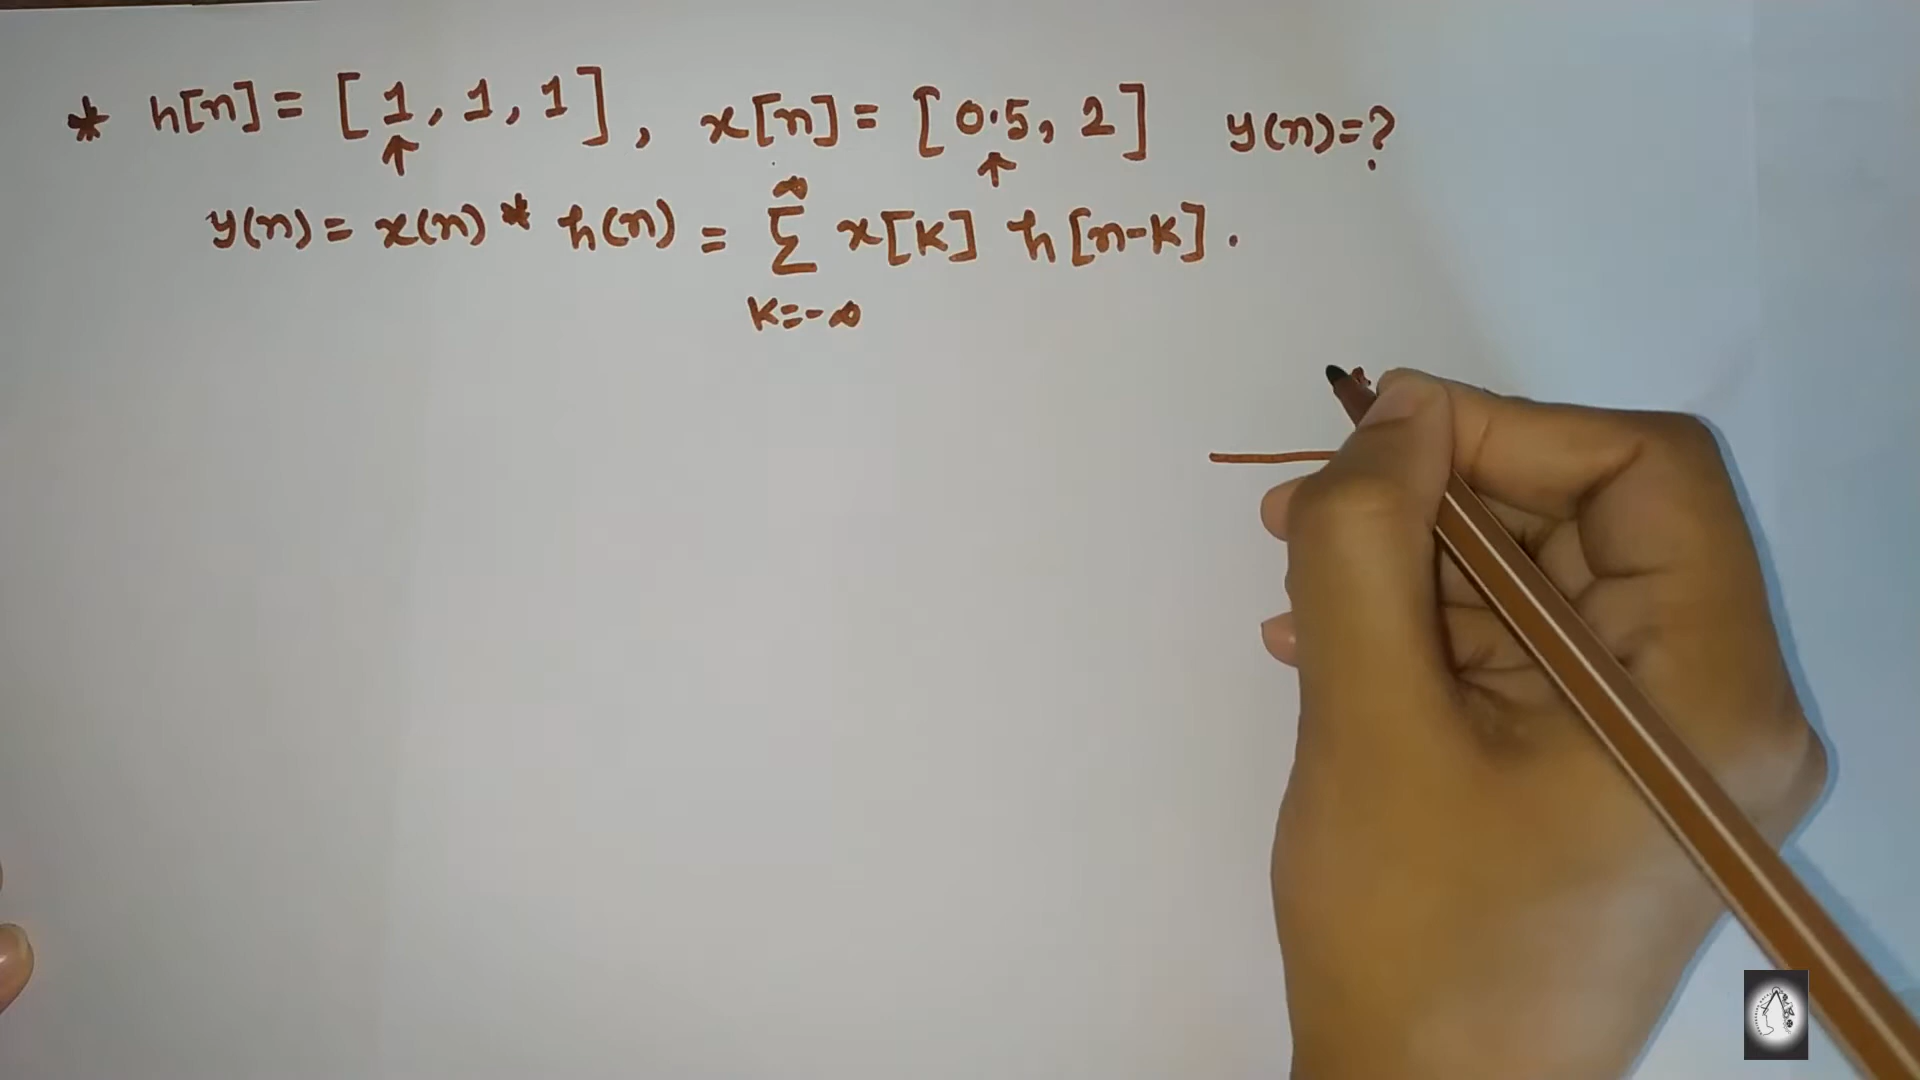 * h[n] = [1, 1, 1], x[n] = [0.5, 2] y(n)=?
↑ ↑
y(n) = x(n) * h(n) = ∞ Σ k=-∞ x[k] h[n-k].